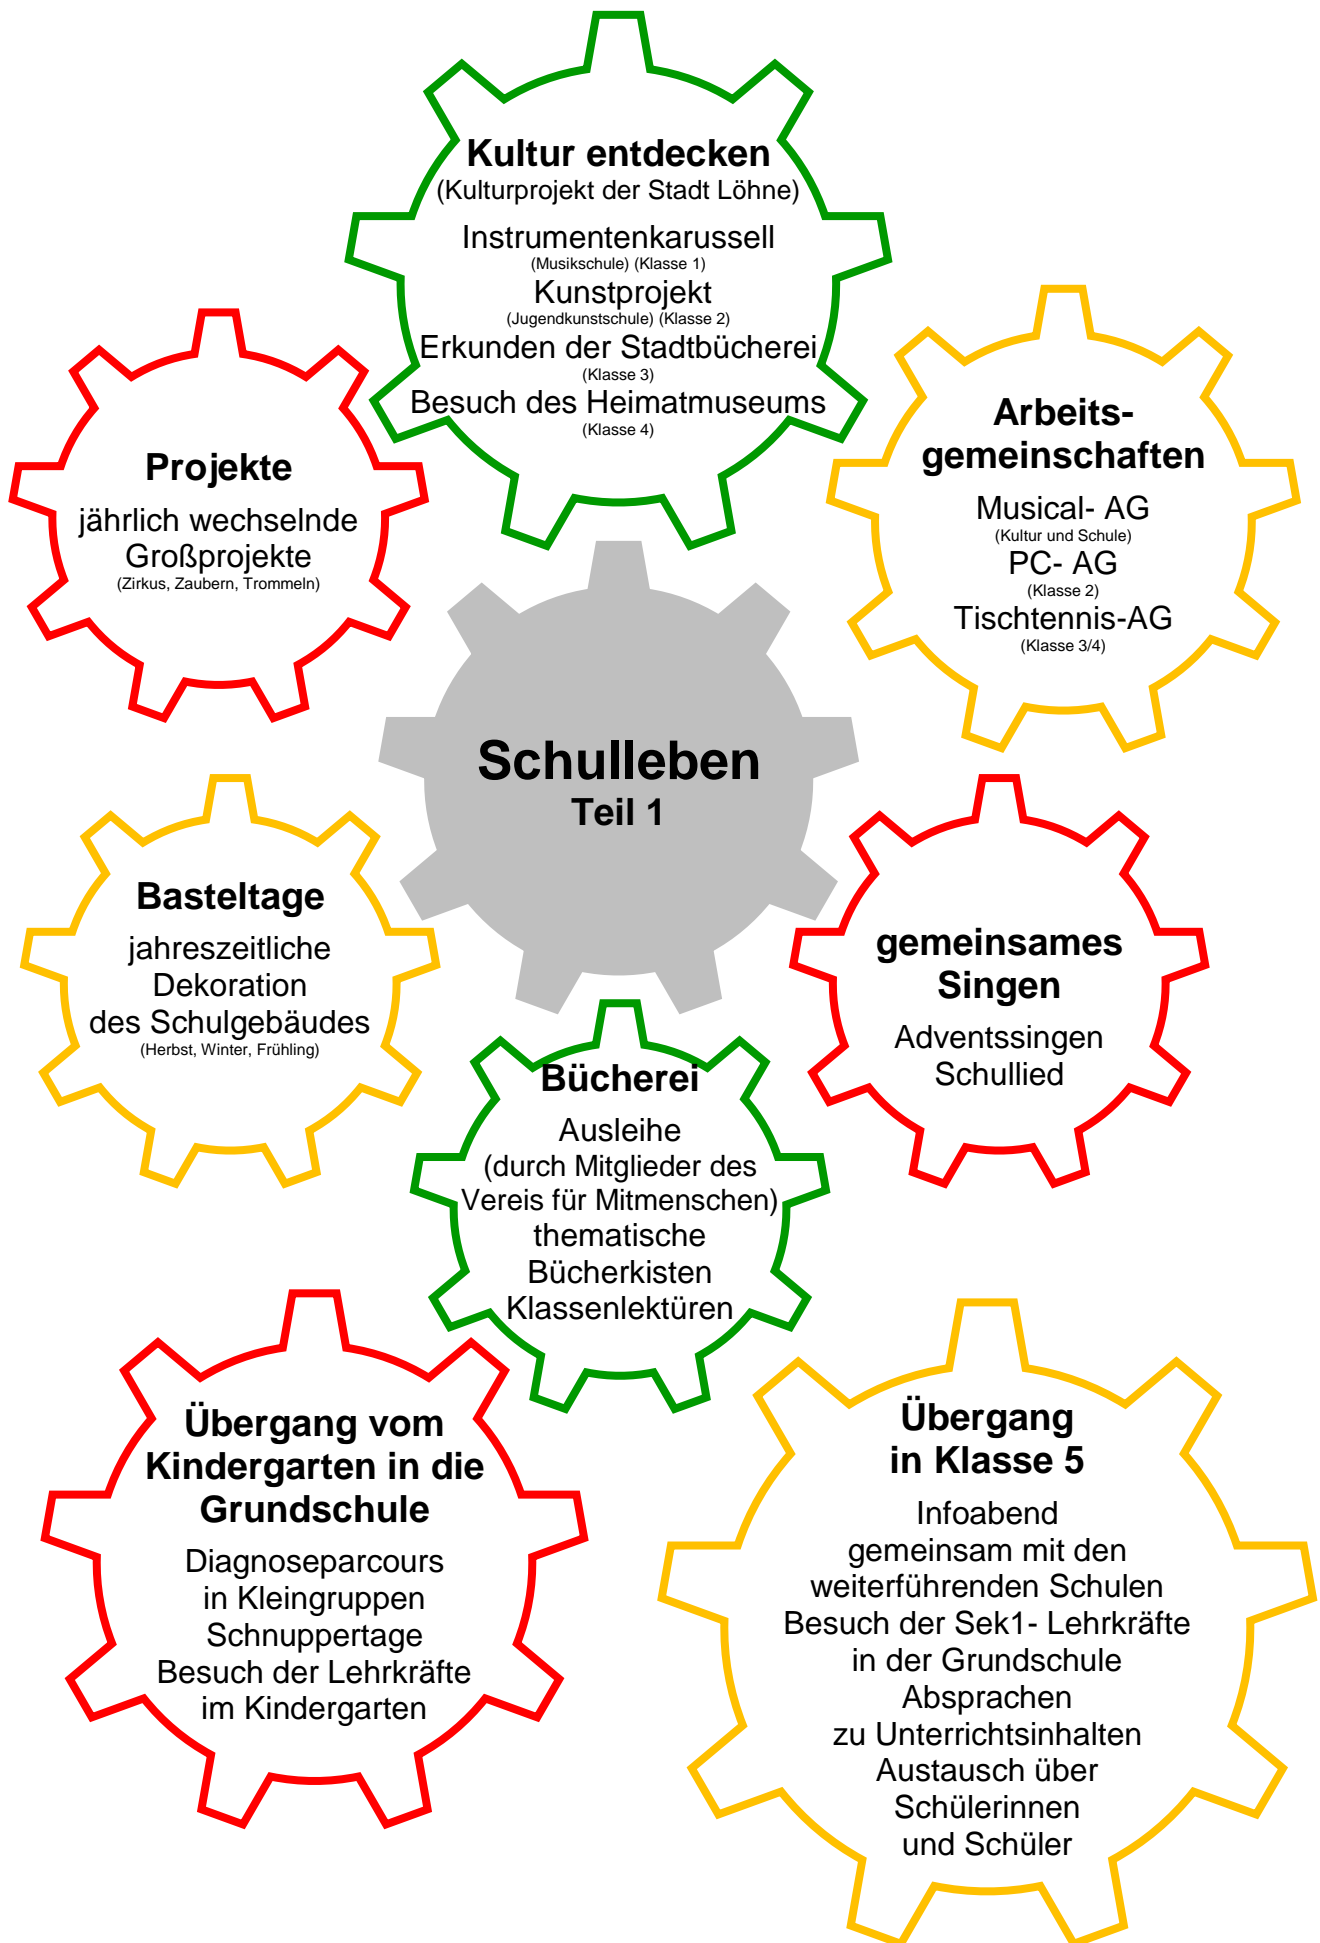 Kultur entdecken
(Kulturprojekt der Stadt Löhne)
Instrumentenkarussell
(Musikschule) (Klasse 1)
Kunstprojekt
(Jugendkunstschule) (Klasse 2)
Erkunden der Stadtbücherei
(Klasse 3)
Besuch des Heimatmuseums
(Klasse 4)
Projekte
jährlich wechselnde
Großprojekte
(Zirkus, Zaubern, Trommeln)
Arbeits-
gemeinschaften
Musical- AG
(Kultur und Schule)
PC- AG
(Klasse 2)
Tischtennis-AG
(Klasse 3/4)
Schulleben
Teil 1
Basteltage
jahreszeitliche
Dekoration
des Schulgebäudes
(Herbst, Winter, Frühling)
gemeinsames
Singen
Adventssingen
Schullied
Bücherei
Ausleihe
(durch Mitglieder des
Vereis für Mitmenschen)
thematische
Bücherkisten
Klassenlektüren
Übergang vom
Kindergarten in die
Grundschule
Diagnoseparcours
in Kleingruppen
Schnuppertage
Besuch der Lehrkräfte
im Kindergarten
Übergang
in Klasse 5
Infoabend
gemeinsam mit den
weiterführenden Schulen
Besuch der Sek1- Lehrkräfte
in der Grundschule
Absprachen
zu Unterrichtsinhalten
Austausch über
Schülerinnen
und Schüler